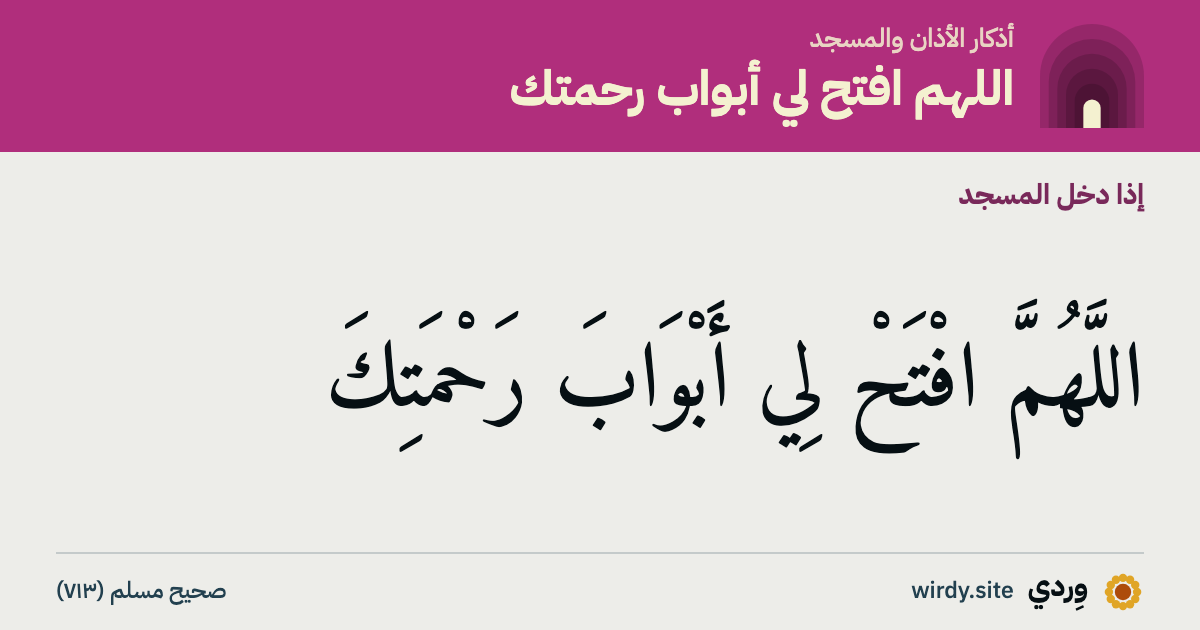 أذكار الأذان والمسجد
اللهم افتح لي أبواب رحمتك
إذا دخل المسجد
اللَّهُمَّ افْتَحْ لِي أَبْوَابَ رَحْمَتِكَ
وِردي wirdy.site
صحيح مسلم (٧١٣)